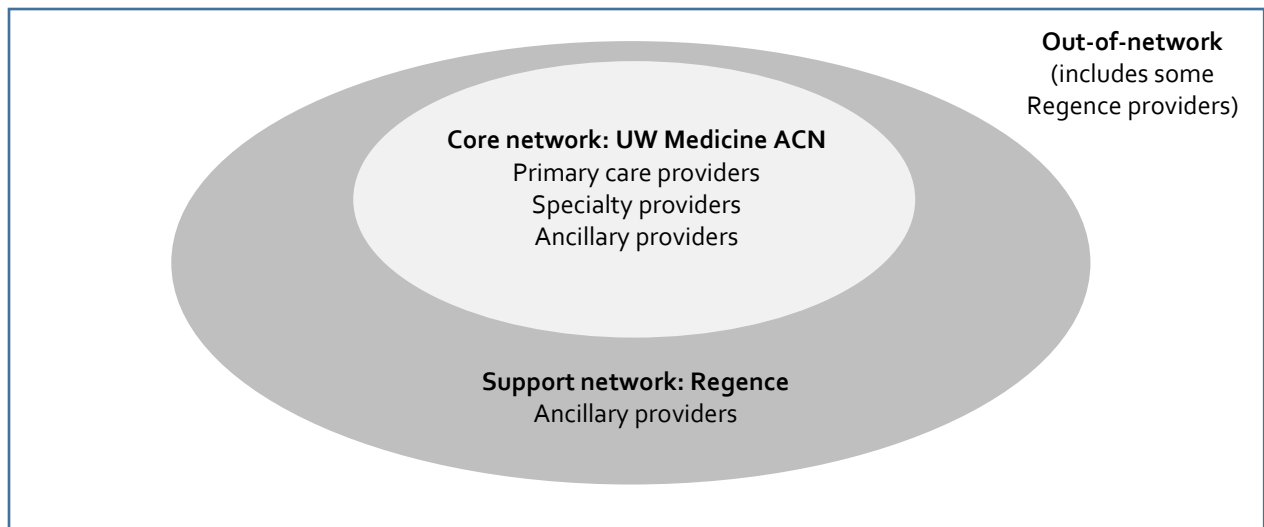 Out-of-network
(includes some
Regence providers)
Core network: UW Medicine ACN
Primary care providers
Specialty providers
Ancillary providers
Support network: Regence
Ancillary providers